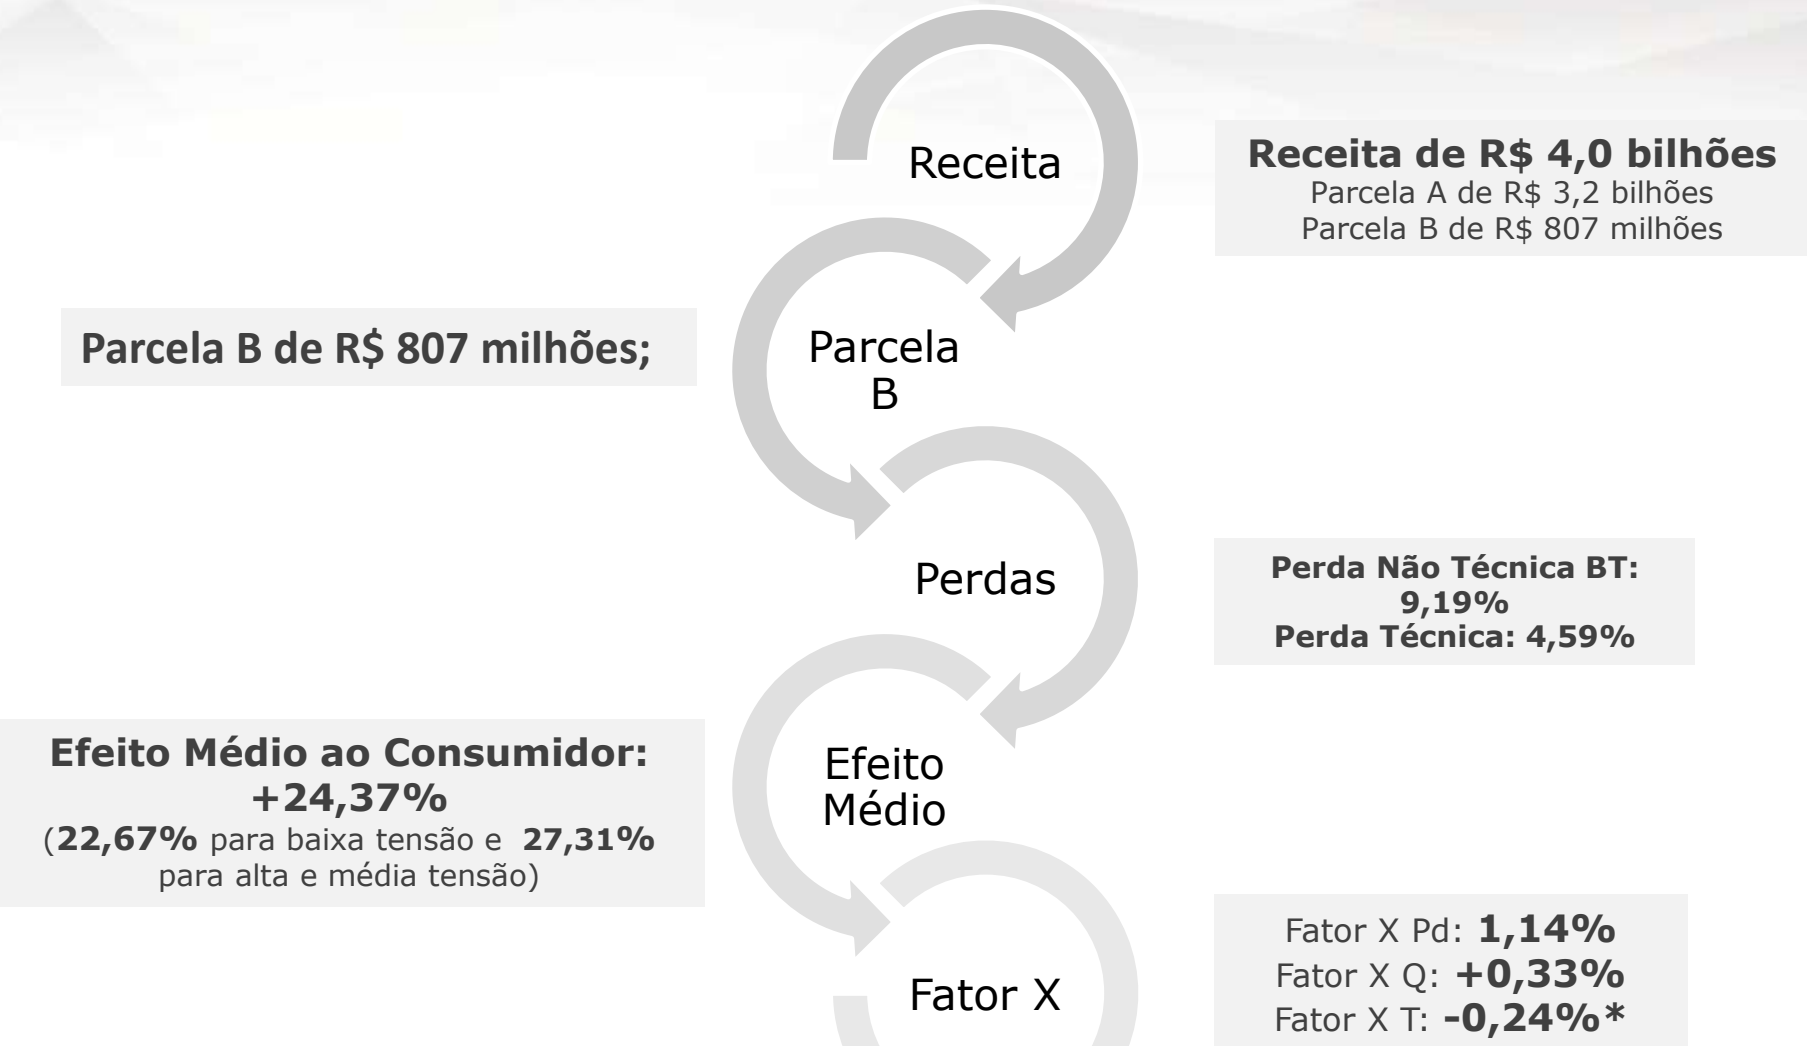 Receita
Receita de R$ 4,0 bilhões
Parcela A de R$ 3,2 bilhões
Parcela B de R$ 807 milhões
Parcela B de R$ 807 milhões;
Parcela
B
Perdas
Perda Não Técnica BT:
9,19%
Perda Técnica: 4,59%
Efeito Médio ao Consumidor:
+24,37%
(22,67% para baixa tensão e 27,31%
para alta e média tensão)
Efeito
Médio
Fator X
Fator X Pd: 1,14%
Fator X Q: +0,33%
Fator X T: -0,24%*